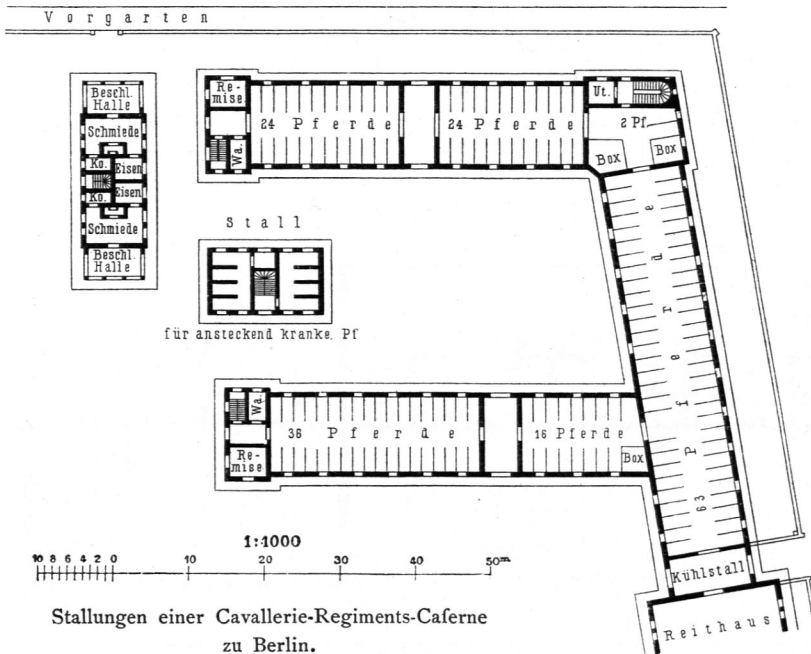 Vorgarten
Beschl.
Halle
Schmiede
Ko.
Eisen
Ko.
Eisen
Schmiede
Beschl.
Halle
Re-
mise
Wa.
24 Pferde
24 Pferde
Ut.
2 Pf.
Box
Box
63 Pferde
Stall
für ansteckend kranke. Pf
Wa.
Re-
mise
36 Pferde
16 Pferde
Box
Kühlstall
Reithaus
1:1000
10 8 6 4 2 0 10 20 30 40 50m
Stallungen einer Cavallerie-Regiments-Caserne
zu Berlin.